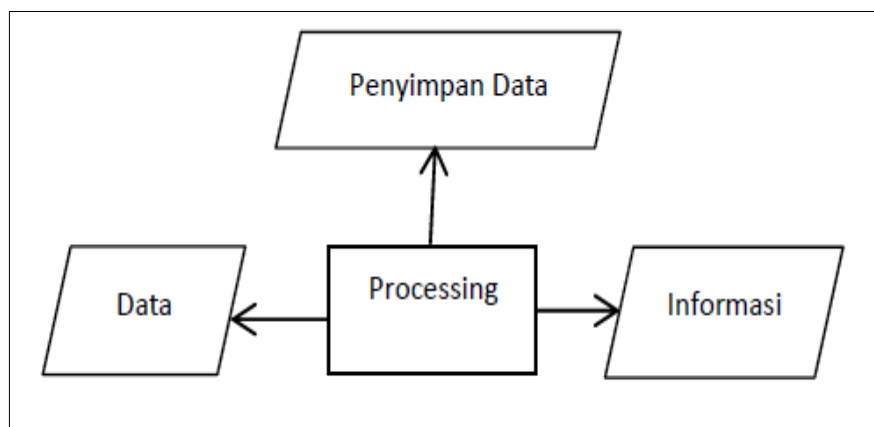 Penyimpan Data
Data
Processing
Informasi